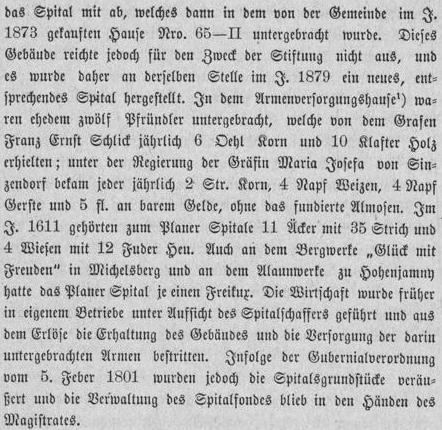 das Spital mit ab, welches dann in dem von der Gemeinde im J.
1873 gekauften Hause Nro. 65—II untergebracht wurde. Dieses
Gebäude reichte jedoch für den Zweck der Stiftung nicht aus, und
es wurde daher an derselben Stelle im J. 1879 ein neues, ent-
sprechendes Spital hergestellt. In dem Armenversorgungshause¹) wa-
ren ehedem zwölf Pfründler untergebracht, welche von dem Grafen
Franz Ernst Schlick jährlich 6 Oehl Korn und 10 Klafter Holz
erhielten; unter der Regierung der Gräfin Maria Josefa von Sin-
zendorf bekam jeder jährlich 2 Str. Korn, 4 Napf Weizen, 4 Napf
Gerste und 5 fl. an barem Gelde, ohne das fundierte Almosen. Im
J. 1611 gehörten zum Planer Spitale 11 Äcker mit 35 Strich und
4 Wiesen mit 12 Fuder Heu. Auch an dem Bergwerke „Glück mit
Freuden“ in Michelsberg und an dem Alaunwerke zu Hohenjamny
hatte das Planer Spital je einen Freikux. Die Wirtschaft wurde früher
in eigenem Betriebe unter Aufsicht des Spitalschaffers geführt und aus
dem Erlöse die Erhaltung des Gebäudes und die Versorgung der darin
untergebrachten Armen bestritten. Infolge der Gubernialverordnung
vom 5. Feber 1801 wurden jedoch die Spitalsgrundstücke veräu-
ßert und die Verwaltung des Spitalfondes blieb in den Händen des
Magistrates.